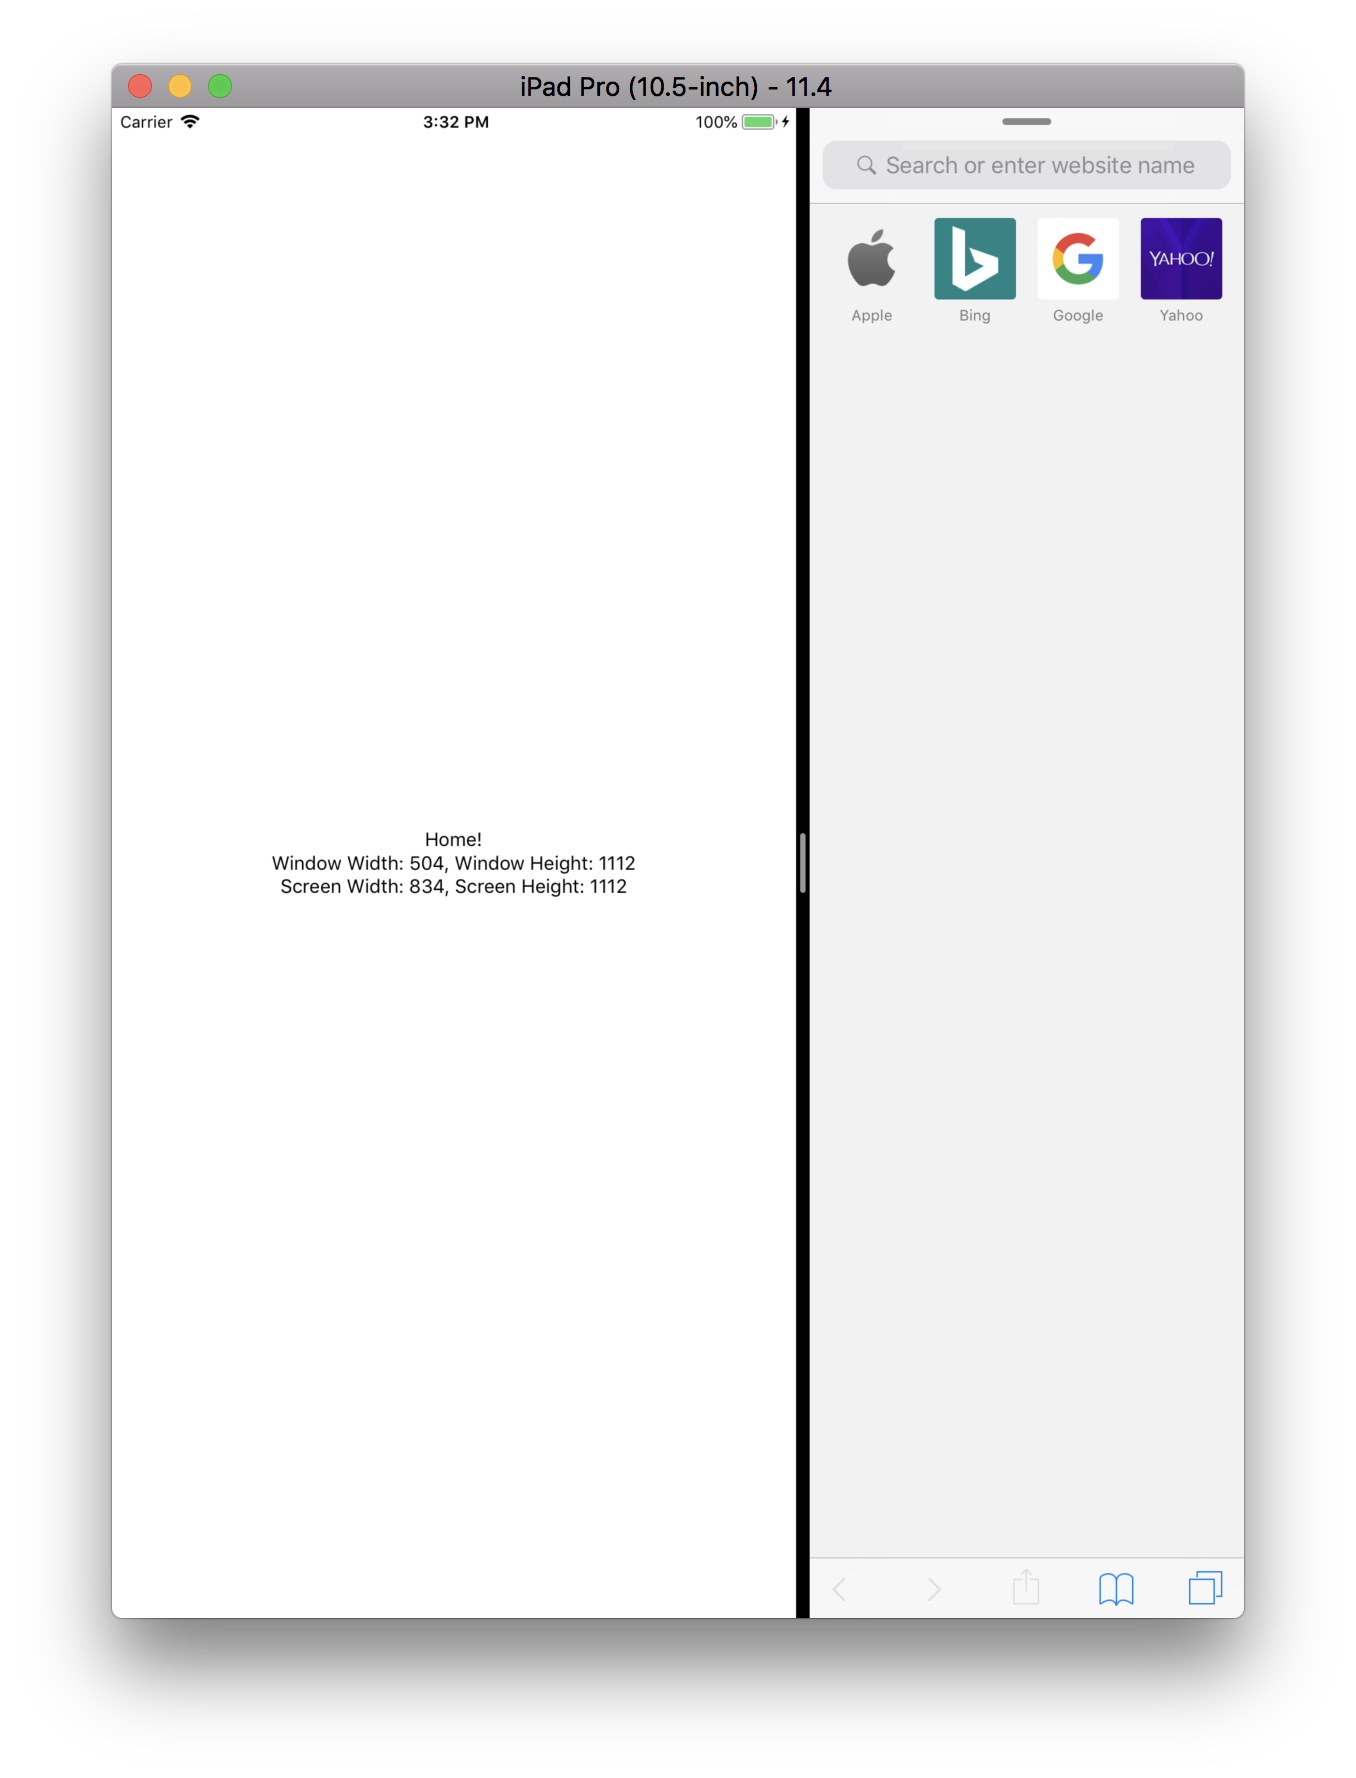 iPad Pro (10.5-inch) - 11.4
Carrier 3:32 PM 100%
Search or enter website name
YAHOO!
Apple Bing Google Yahoo
Home!
Window Width: 504, Window Height: 1112
Screen Width: 834, Screen Height: 1112